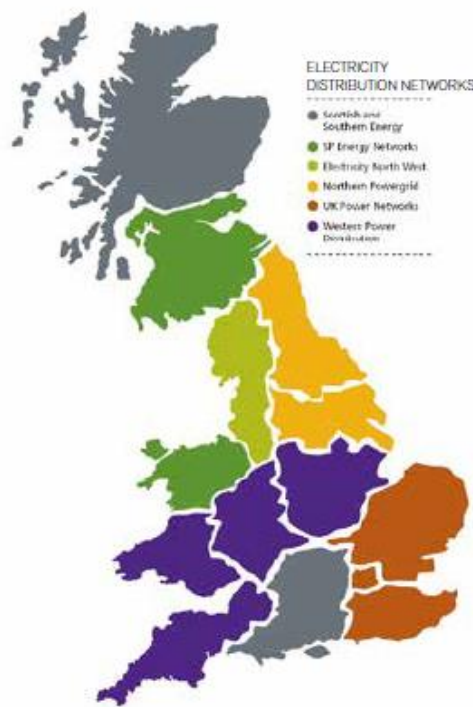 ELECTRICITY
DISTRIBUTION NETWORKS
Scottish and
Southern Energy
SP Energy Networks
Electricity North West
Northern Powergrid
UK Power Networks
Western Power
Distribution